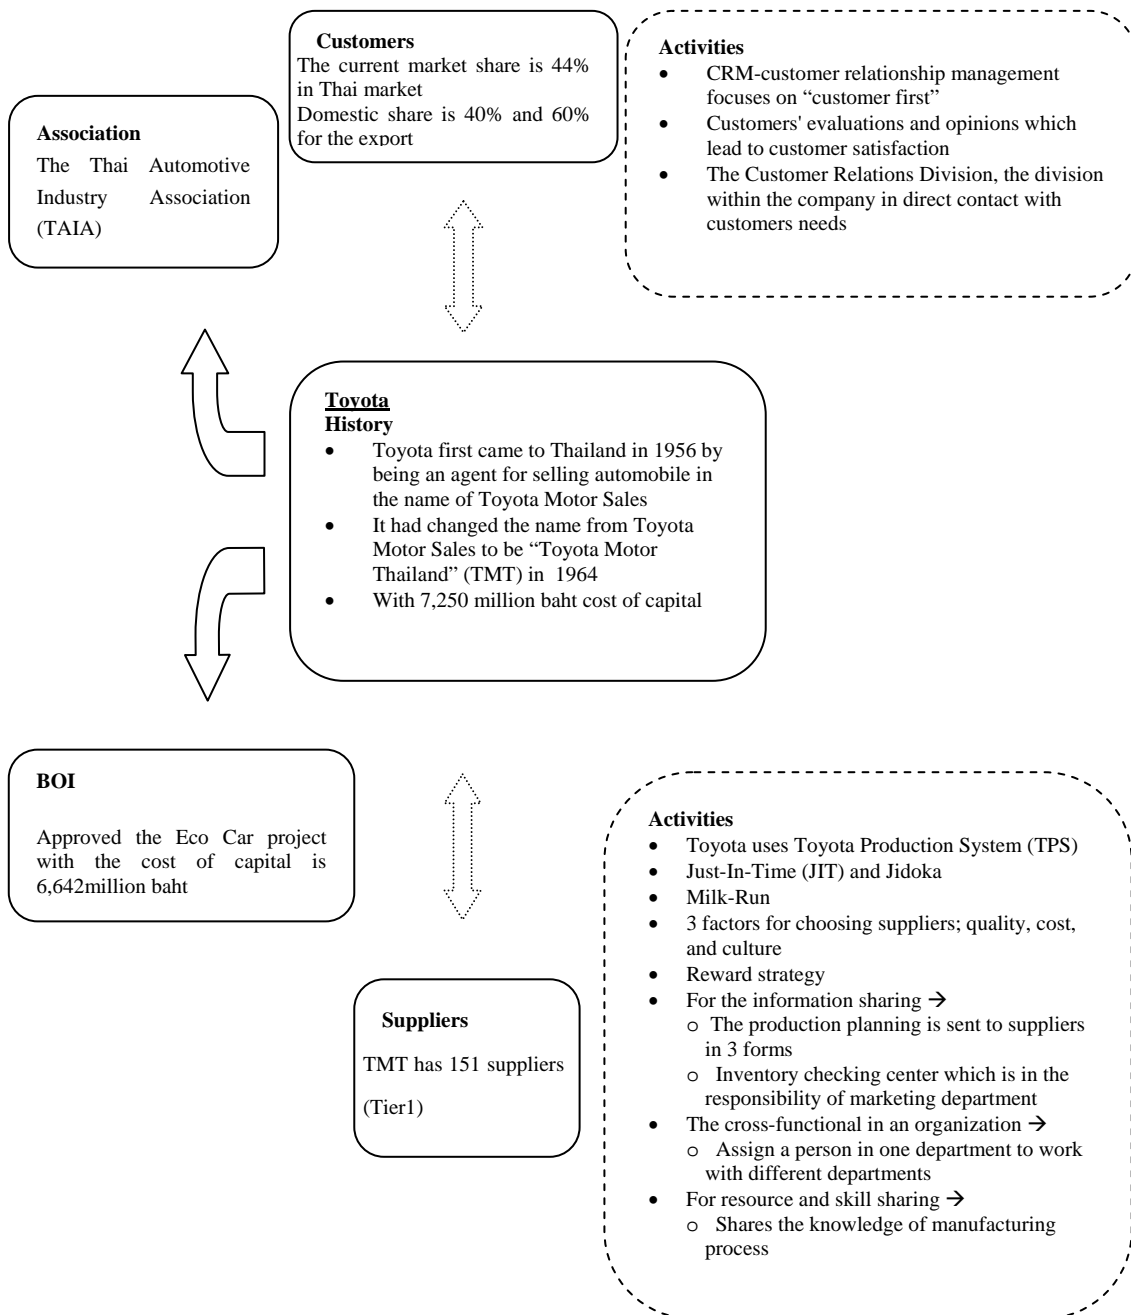 Customers
The current market share is 44%
in Thai market
Domestic share is 40% and 60%
for the export
Activities
• CRM-customer relationship management
focuses on “customer first”
• Customers' evaluations and opinions which
lead to customer satisfaction
• The Customer Relations Division, the division
within the company in direct contact with
customers needs
Association
The Thai Automotive
Industry Association
(TAIA)
Toyota
History
• Toyota first came to Thailand in 1956 by
being an agent for selling automobile in
the name of Toyota Motor Sales
• It had changed the name from Toyota
Motor Sales to be “Toyota Motor
Thailand” (TMT) in 1964
• With 7,250 million baht cost of capital
BOI
Approved the Eco Car project
with the cost of capital is
6,642million baht
Suppliers
TMT has 151 suppliers
(Tier1)
Activities
• Toyota uses Toyota Production System (TPS)
• Just-In-Time (JIT) and Jidoka
• Milk-Run
• 3 factors for choosing suppliers; quality, cost,
and culture
• Reward strategy
• For the information sharing →
o The production planning is sent to suppliers
in 3 forms
o Inventory checking center which is in the
responsibility of marketing department
• The cross-functional in an organization →
o Assign a person in one department to work
with different departments
• For resource and skill sharing →
o Shares the knowledge of manufacturing
process